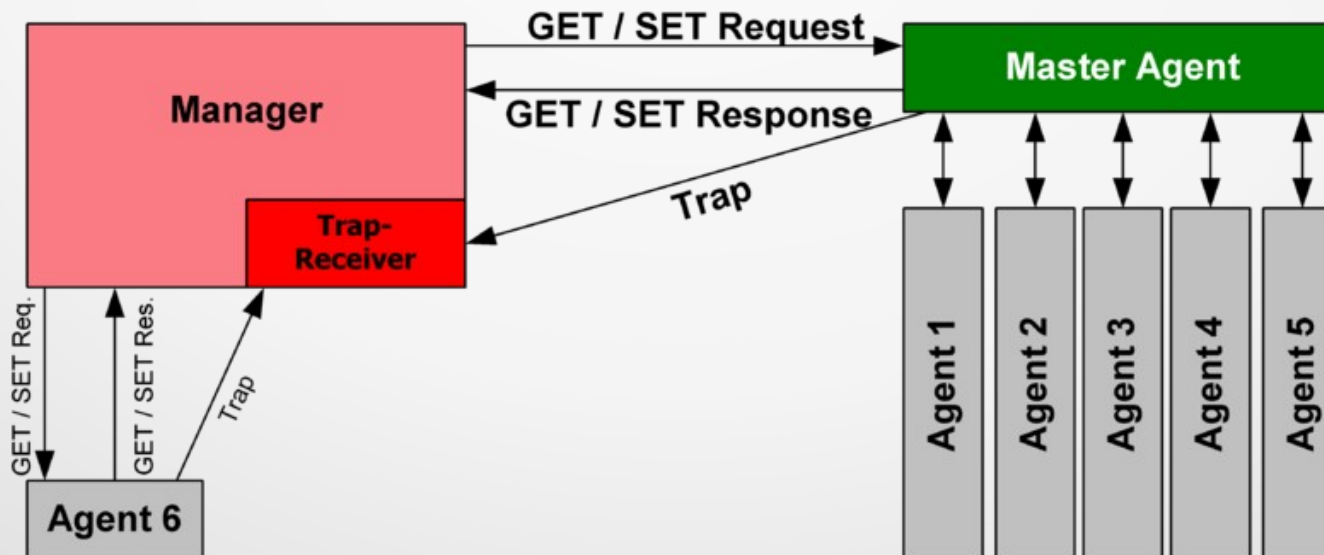 GET / SET Request
Master Agent
Manager
GET / SET Response
Trap
Trap-
Receiver
GET / SET Req.
GET / SET Res.
Trap
Agent 1
Agent 2
Agent 3
Agent 4
Agent 5
Agent 6